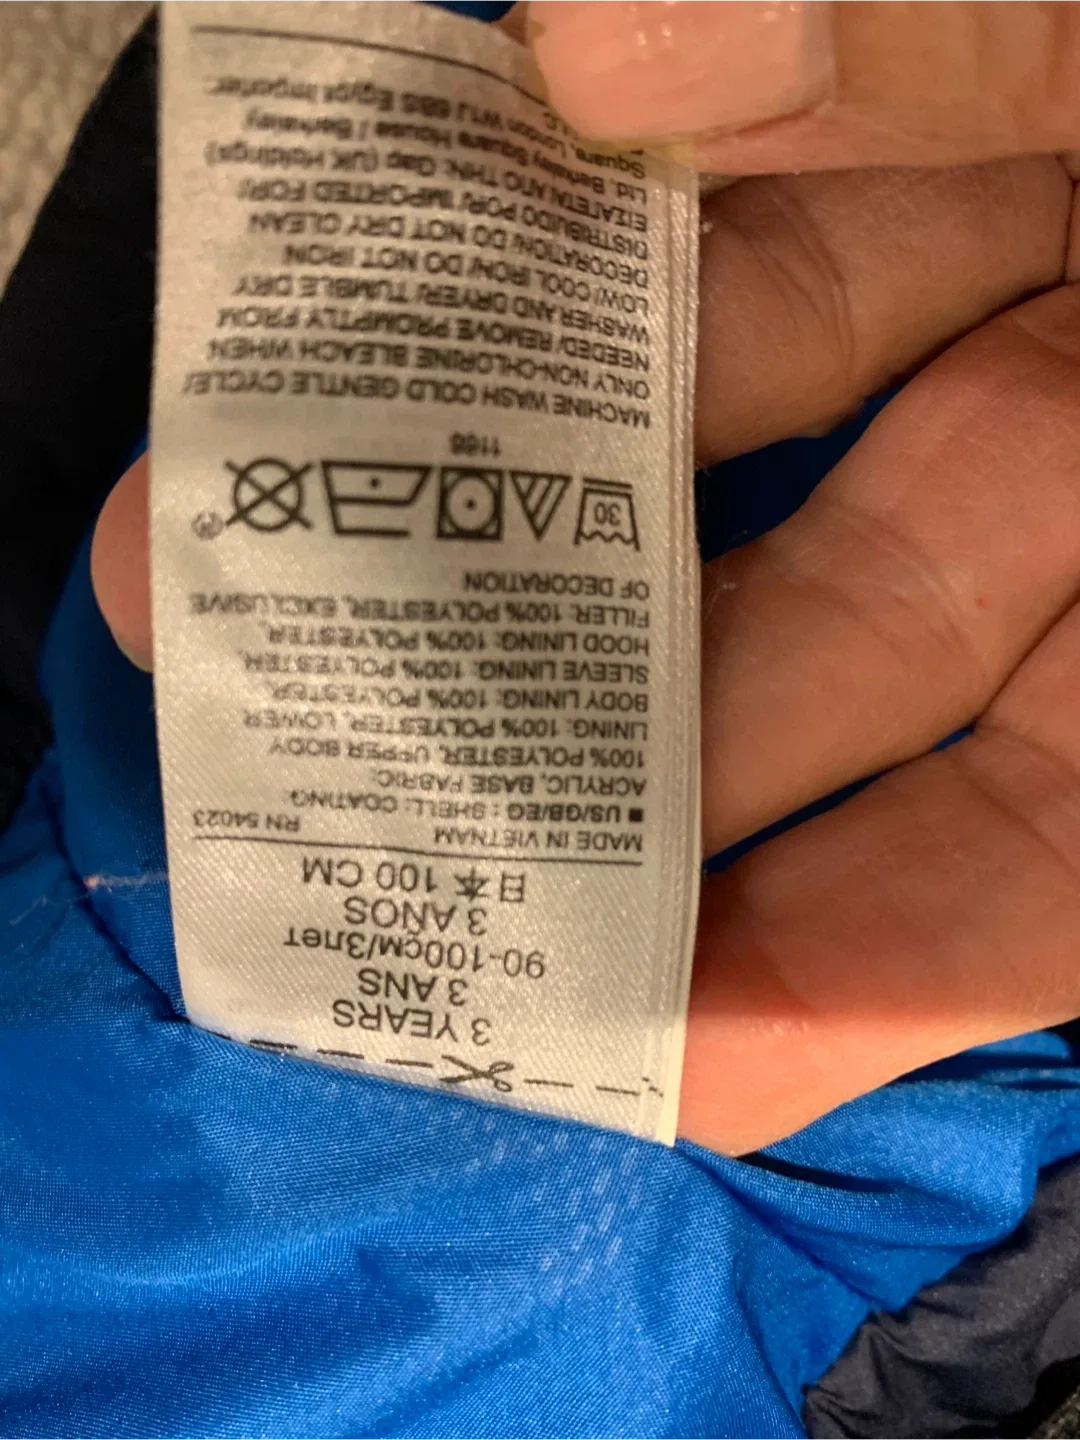 3 YEARS
3 ANS
90-100см/3лет
3 AÑOS
日本 100 CM
MADE IN VIETNAM RN 54023
■ US/GB/EG : SHELL: COATING:
ACRYLIC, BASE FABRIC:
100% POLYESTER, UPPER BODY
LINING: 100% POLYESTER, LOWER
BODY LINING: 100% POLYESTER,
SLEEVE LINING: 100% POLYESTER,
HOOD LINING: 100% POLYESTER,
FILLER: 100% POLYESTER, EXCLUSIVE
OF DECORATION
30
1188
MACHINE WASH COLD GENTLE CYCLE/
ONLY NON-CHLORINE BLEACH WHEN
NEEDED/ REMOVE PROMPTLY FROM
WASHER AND DRYER/ TUMBLE DRY
LOW/ COOL IRON/ DO NOT IRON
DECORATION/ DO NOT DRY CLEAN
DISTRIBUIDO POR/ IMPORTED FOR/
ΕΙΣΑΓΕΤΑΙ ΑΠΟ ΤΗΝ: Gap (UK Holdings)
Ltd. Berkeley Square House / Berkeley
Square, London W1J 6BS Egypt Importer: